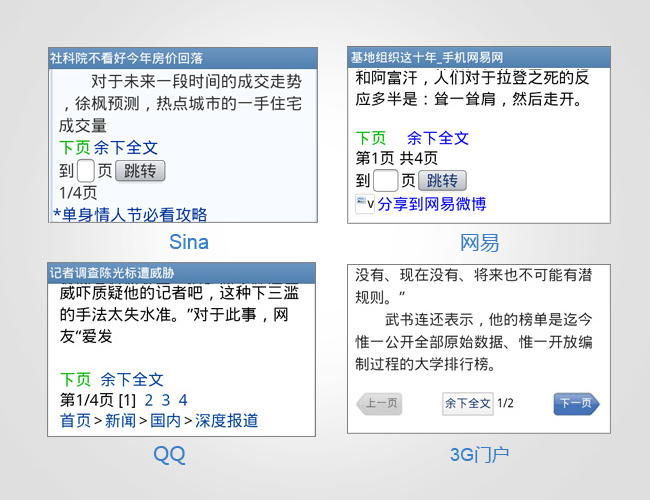 社科院不看好今年房价回落
对于未来一段时间的成交走势
，徐枫预测，热点城市的一手住宅
成交量
下页 余下全文
到 页 跳转
1/4页
*单身情人节必看攻略
Sina
基地组织这十年_手机网易网
和阿富汗，人们对于拉登之死的反
应多半是：耸一耸肩，然后走开。
下页 余下全文
第1页 共4页
到 页 跳转
v 分享到网易微博
网易
记者调查陈光标遭威胁
威吓质疑他的记者吧，这种下三滥
的手法太失水准。”对于此事，网
友“爱发
下页 余下全文
第1/4页 [1] 2 3 4
首页 > 新闻 > 国内 > 深度报道
QQ
没有、现在没有、将来也不可能有潜
规则。”
武书连还表示，他的榜单是迄今
惟一公开全部原始数据、惟一开放编
制过程的大学排行榜。
上一页 余下全文 1/2 下一页
3G门户